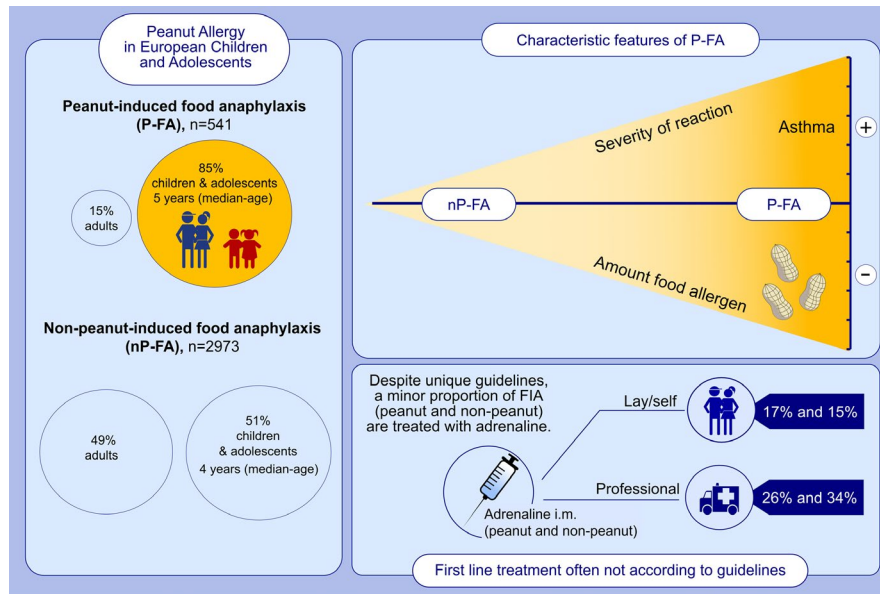 Peanut Allergy
in European Children
and Adolescents
Peanut-induced food anaphylaxis
(P-FA), n=541
85%
children & adolescents
5 years (median-age)
15%
adults
Non-peanut-induced food anaphylaxis
(nP-FA), n=2973
49%
adults
51%
children
& adolescents
4 years (median-age)
Characteristic features of P-FA
Severity of reaction
Asthma
+
nP-FA
P-FA
Amount food allergen
−
Despite unique guidelines,
a minor proportion of FIA
(peanut and non-peanut)
are treated with adrenaline.
Lay/self
17% and 15%
Professional
26% and 34%
Adrenaline i.m.
(peanut and non-peanut)
First line treatment often not according to guidelines